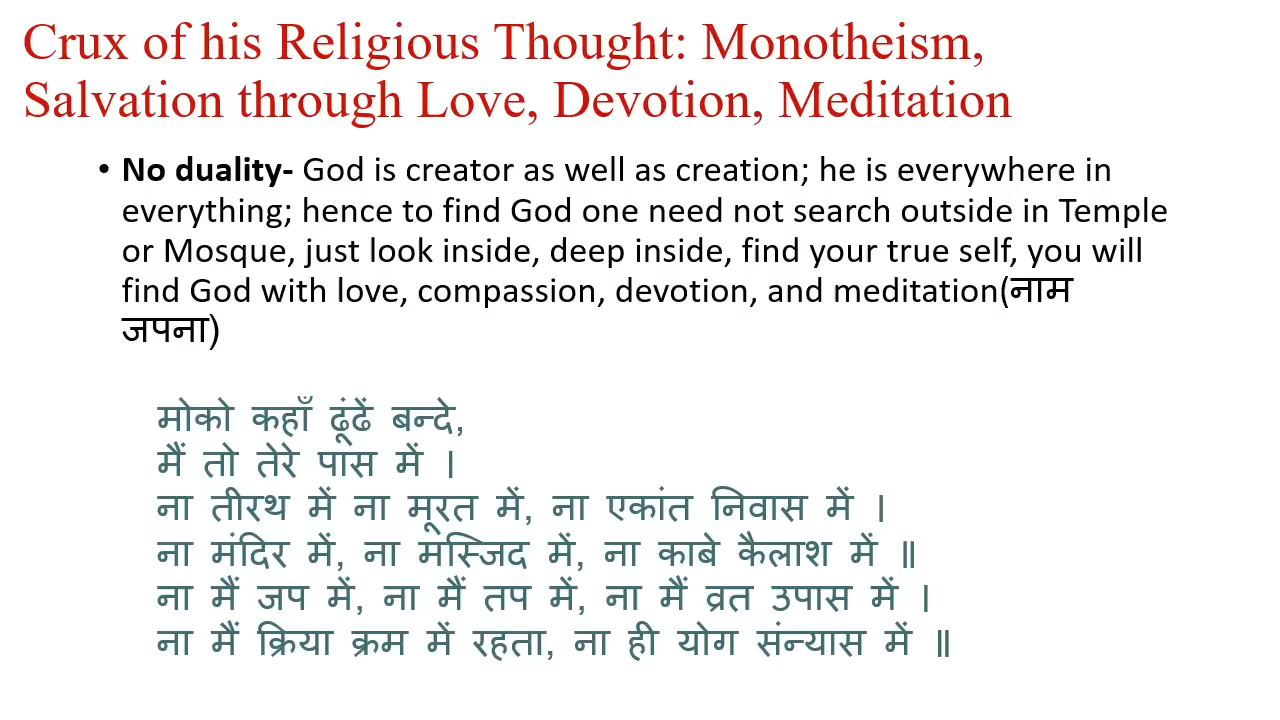 Crux of his Religious Thought: Monotheism,
Salvation through Love, Devotion, Meditation
• No duality- God is creator as well as creation; he is everywhere in
everything; hence to find God one need not search outside in Temple
or Mosque, just look inside, deep inside, find your true self, you will
find God with love, compassion, devotion, and meditation(नाम
जपना)
मोको कहाँ ढूंढें बन्दे,
मैं तो तेरे पास में ।
ना तीरथ में ना मूरत में, ना एकांत निवास में ।
ना मंदिर में, ना मस्जिद में, ना काबे कैलाश में ॥
ना मैं जप में, ना मैं तप में, ना मैं व्रत उपास में ।
ना मैं क्रिया क्रम में रहता, ना ही योग संन्यास में ॥